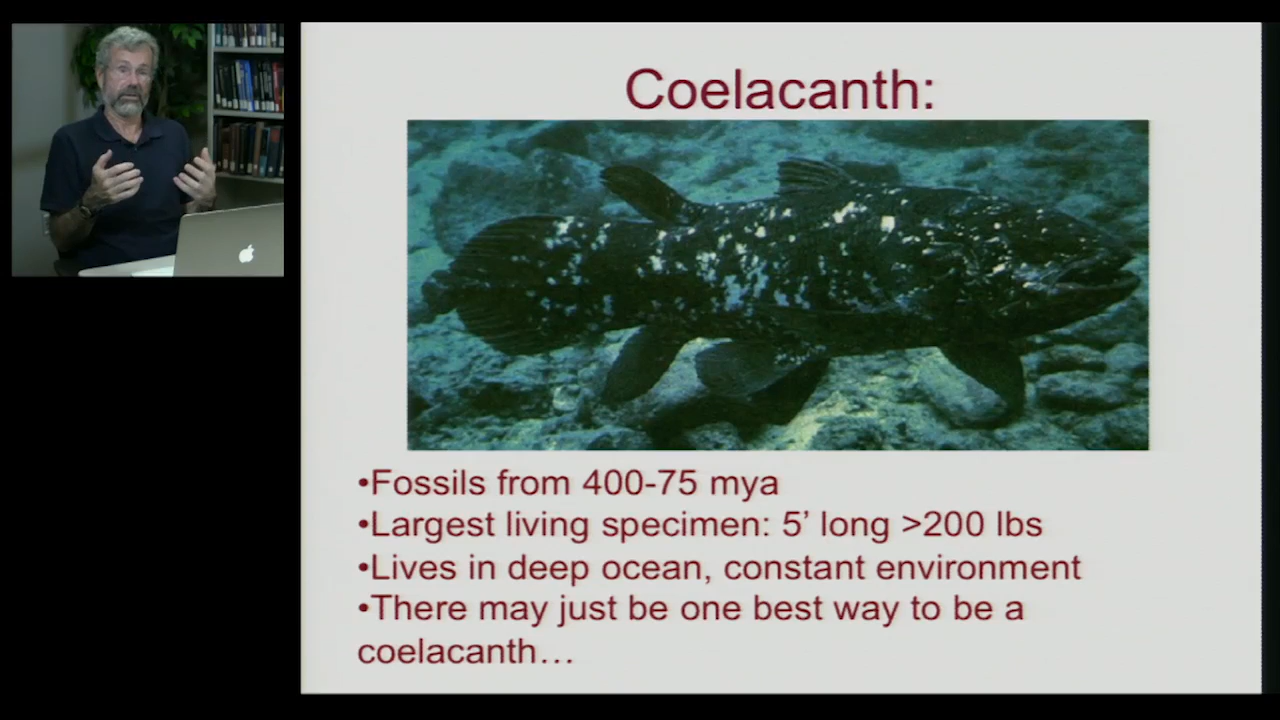 Coelacanth:
•Fossils from 400-75 mya
•Largest living specimen: 5’ long >200 lbs
•Lives in deep ocean, constant environment
•There may just be one best way to be a
coelacanth…